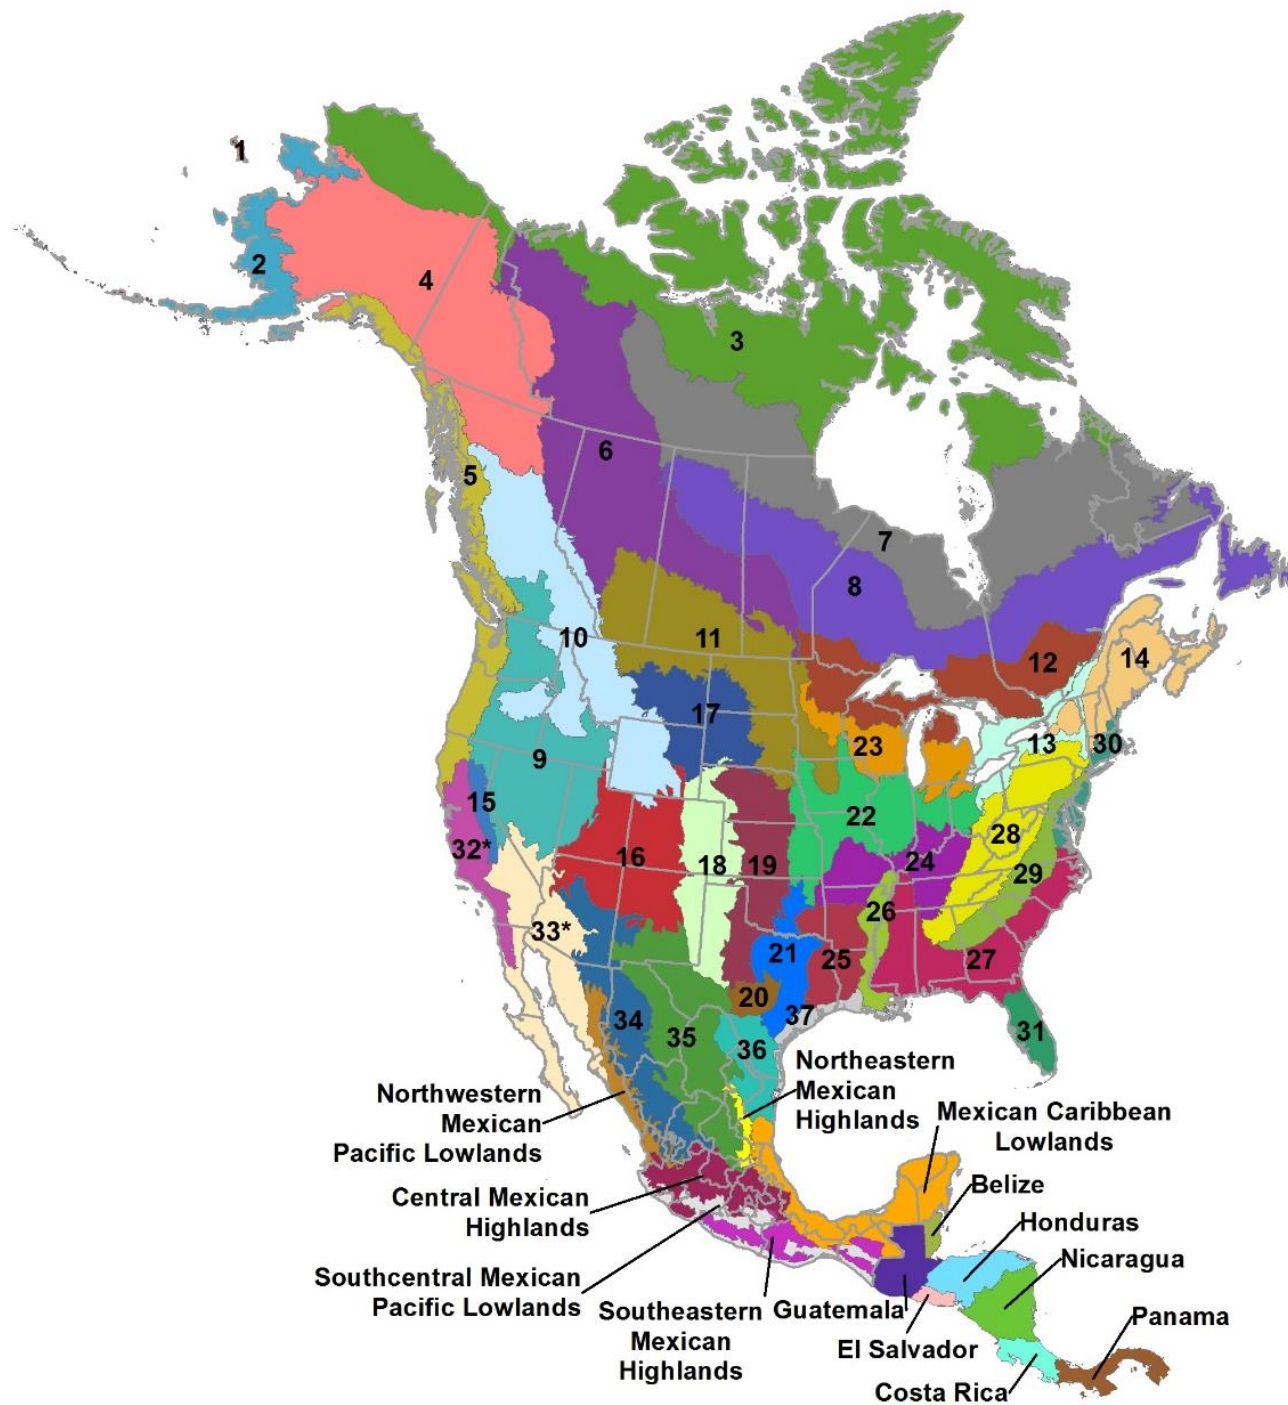 1
2
4
3
6
5
7
8
10
11
12
14
17
23
13
30
9
15
22
32*
16
18
19
24
28
29
26
33*
21
25
27
20
37
31
34
35
36
Northeastern
Mexican
Highlands
Northwestern
Mexican
Pacific Lowlands
Mexican Caribbean
Lowlands
Belize
Central Mexican
Highlands
Honduras
Nicaragua
Southcentral Mexican
Pacific Lowlands
Southeastern
Mexican
Highlands
Guatemala
El Salvador
Panama
Costa Rica